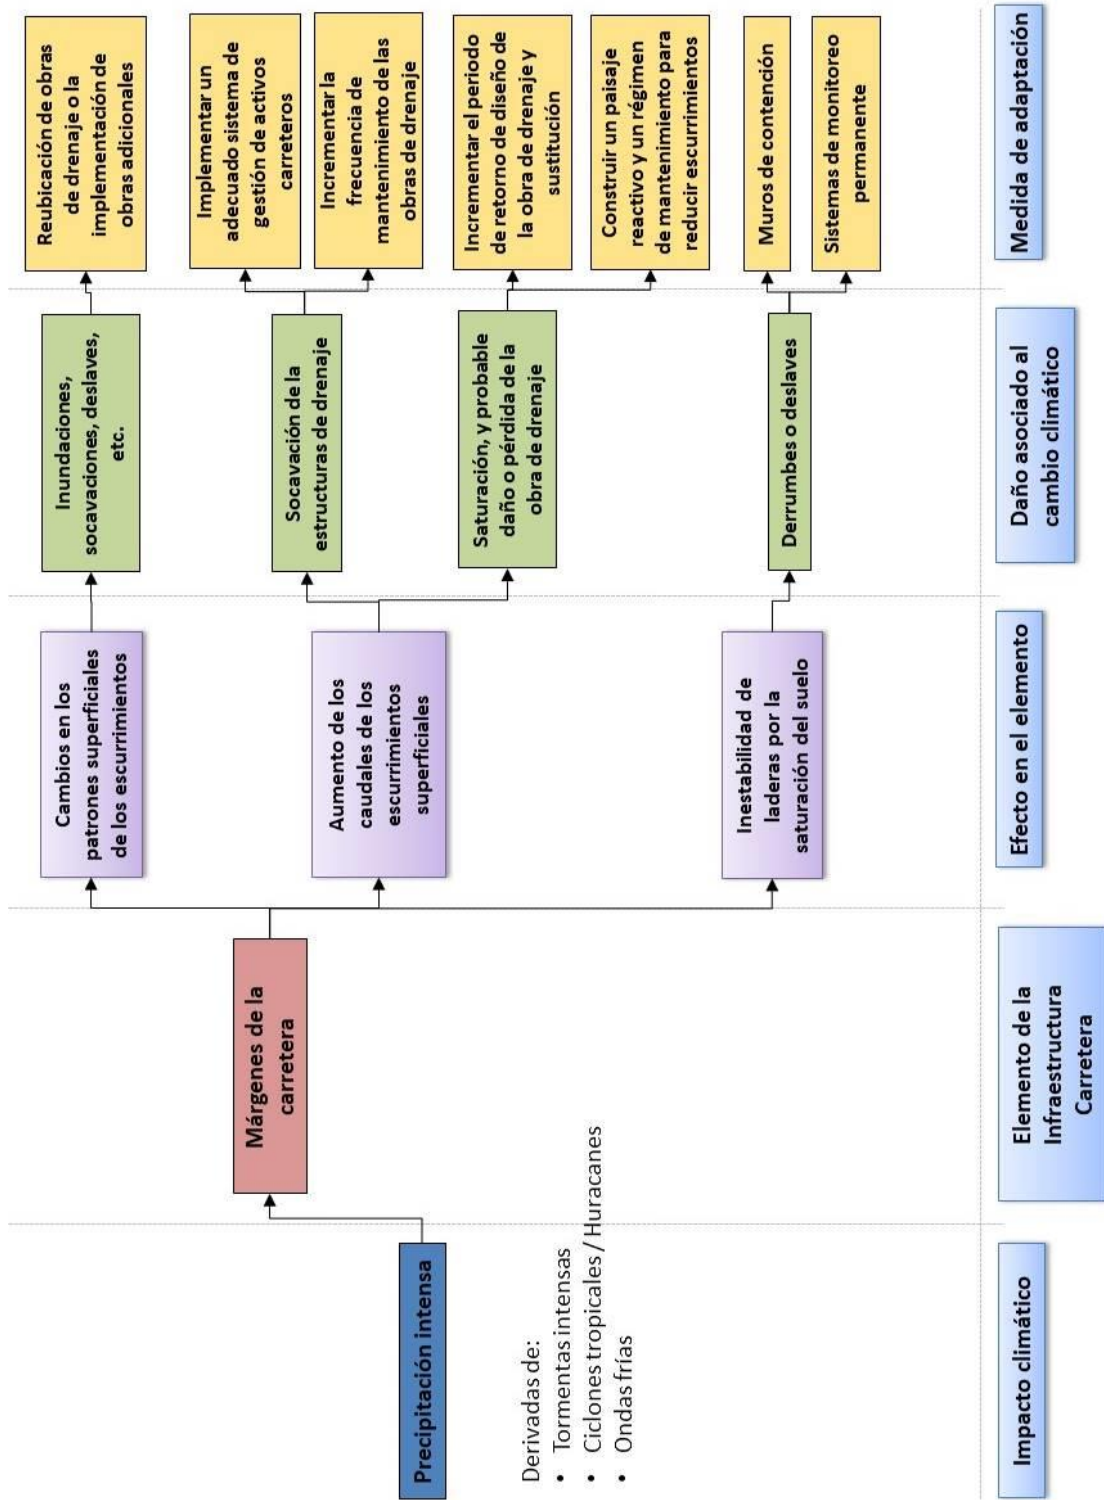 Precipitación intensa
Derivadas de:
• Tormentas intensas
• Ciclones tropicales / Huracanes
• Ondas frías
Márgenes de la
carretera
Cambios en los
patrones superficiales
de los escurrimientos
Aumento de los
caudales de los
escurrimientos
superficiales
Inestabilidad de
laderas por la
saturación del suelo
Inundaciones,
socavaciones, deslaves,
etc.
Socavación de la
estructuras de drenaje
Saturación, y probable
daño o pérdida de la
obra de drenaje
Derrumbes o deslaves
Reubicación de obras
de drenaje o la
implementación de
obras adicionales
Implementar un
adecuado sistema de
gestión de activos
carreteros
Incrementar la
frecuencia de
mantenimiento de las
obras de drenaje
Incrementar el periodo
de retorno de diseño de
la obra de drenaje y
sustitución
Construir un paisaje
reactivo y un régimen
de mantenimiento para
reducir escurrimientos
Muros de contención
Sistemas de monitoreo
permanente
Impacto climático
Elemento de la
Infraestructura
Carretera
Efecto en el elemento
Daño asociado al
cambio climático
Medida de adaptación